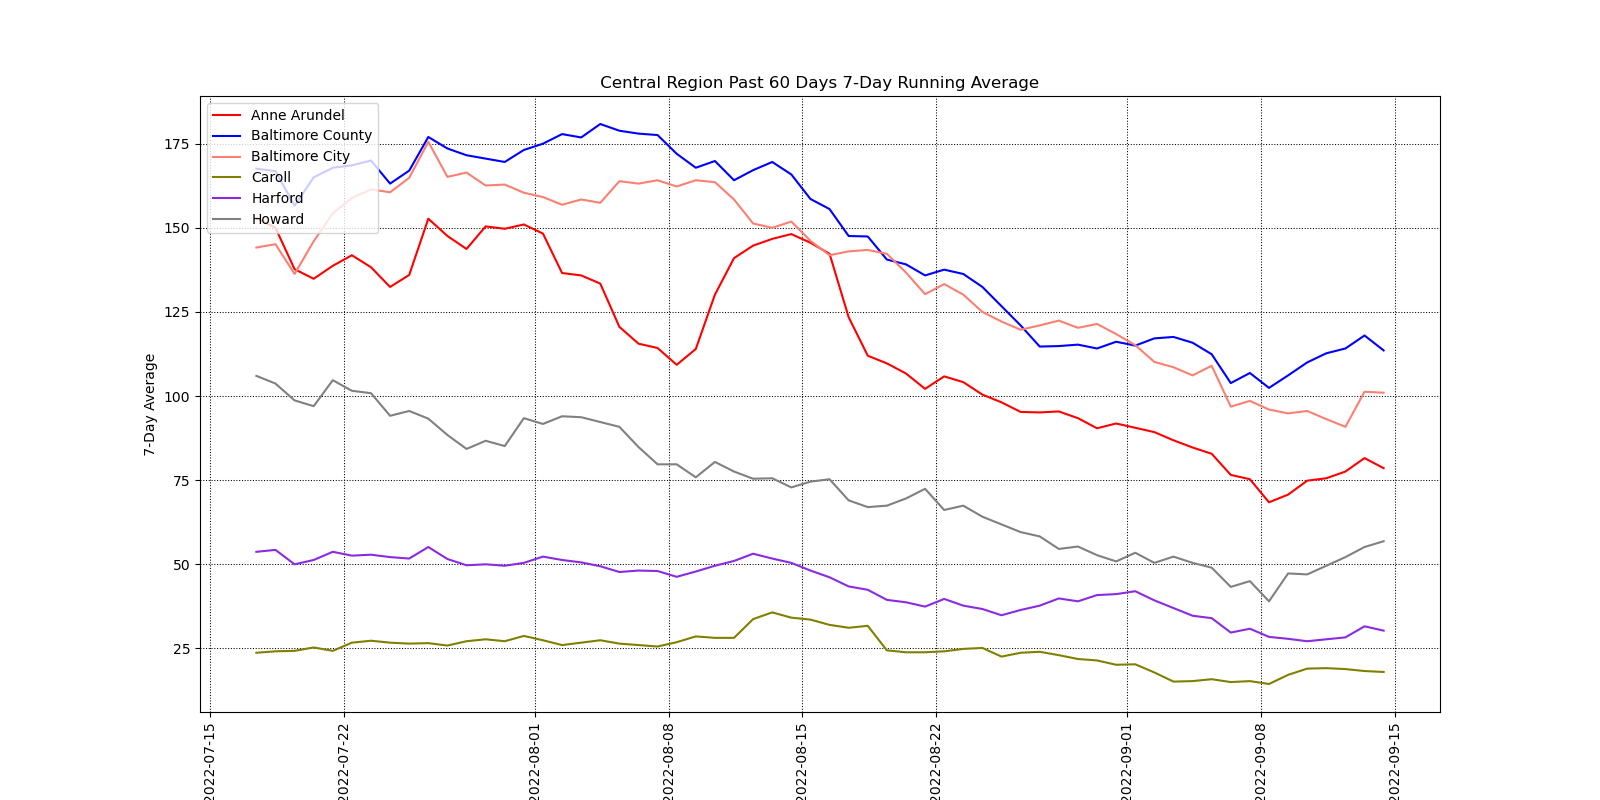 Central Region Past 60 Days 7-Day Running Average
Anne Arundel
Baltimore County
Baltimore City
Caroll
Harford
Howard
7-Day Average
175
150
125
100
75
50
25
2022-07-15
2022-07-22
2022-08-01
2022-08-08
2022-08-15
2022-08-22
2022-09-01
2022-09-08
2022-09-15